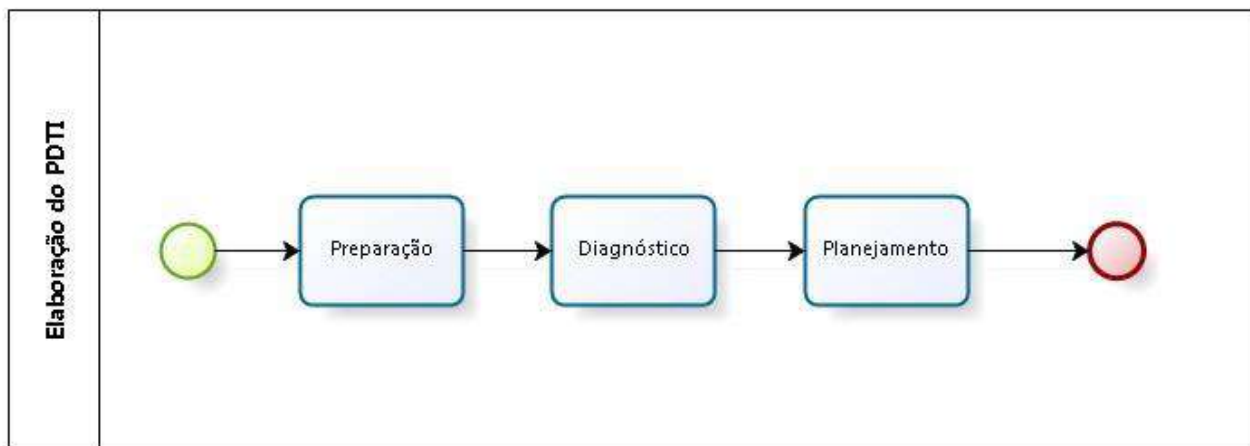 Elaboração do PDTI
Preparação
Diagnóstico
Planejamento